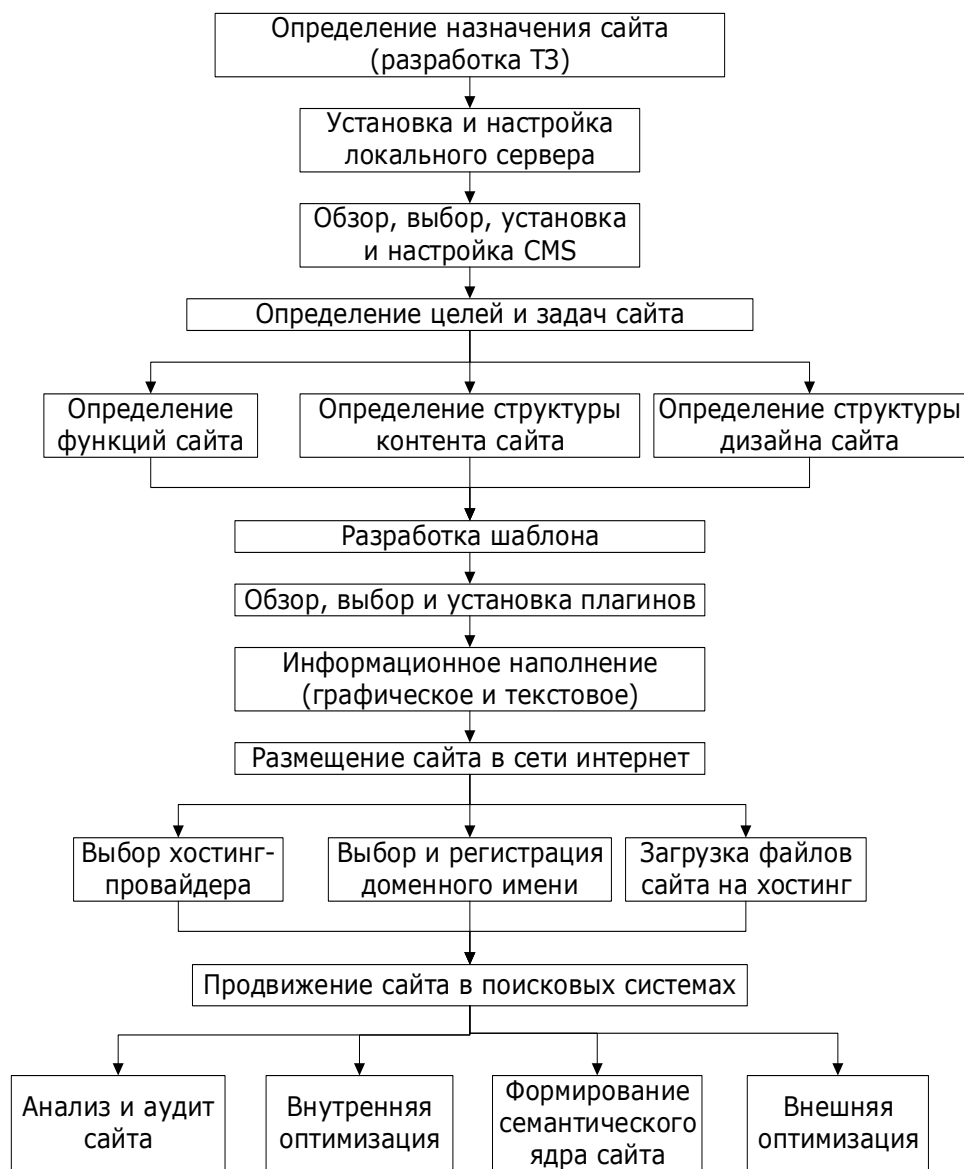 Определение назначения сайта
(разработка ТЗ)
Установка и настройка
локального сервера
Обзор, выбор, установка
и настройка CMS
Определение целей и задач сайта
Определение
функций сайта
Определение структуры
контента сайта
Определение структуры
дизайна сайта
Разработка шаблона
Обзор, выбор и установка плагинов
Информационное наполнение
(графическое и текстовое)
Размещение сайта в сети интернет
Выбор хостинг-
провайдера
Выбор и регистрация
доменного имени
Загрузка файлов
сайта на хостинг
Продвижение сайта в поисковых системах
Анализ и аудит
сайта
Внутренняя
оптимизация
Формирование
семантического
ядра сайта
Внешняя
оптимизация